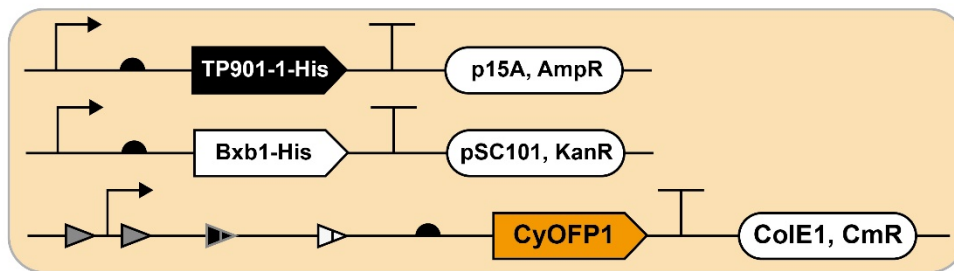 TP901-1-His
p15A, AmpR
Bxb1-His
pSC101, KanR
CyOFP1
ColE1, CmR